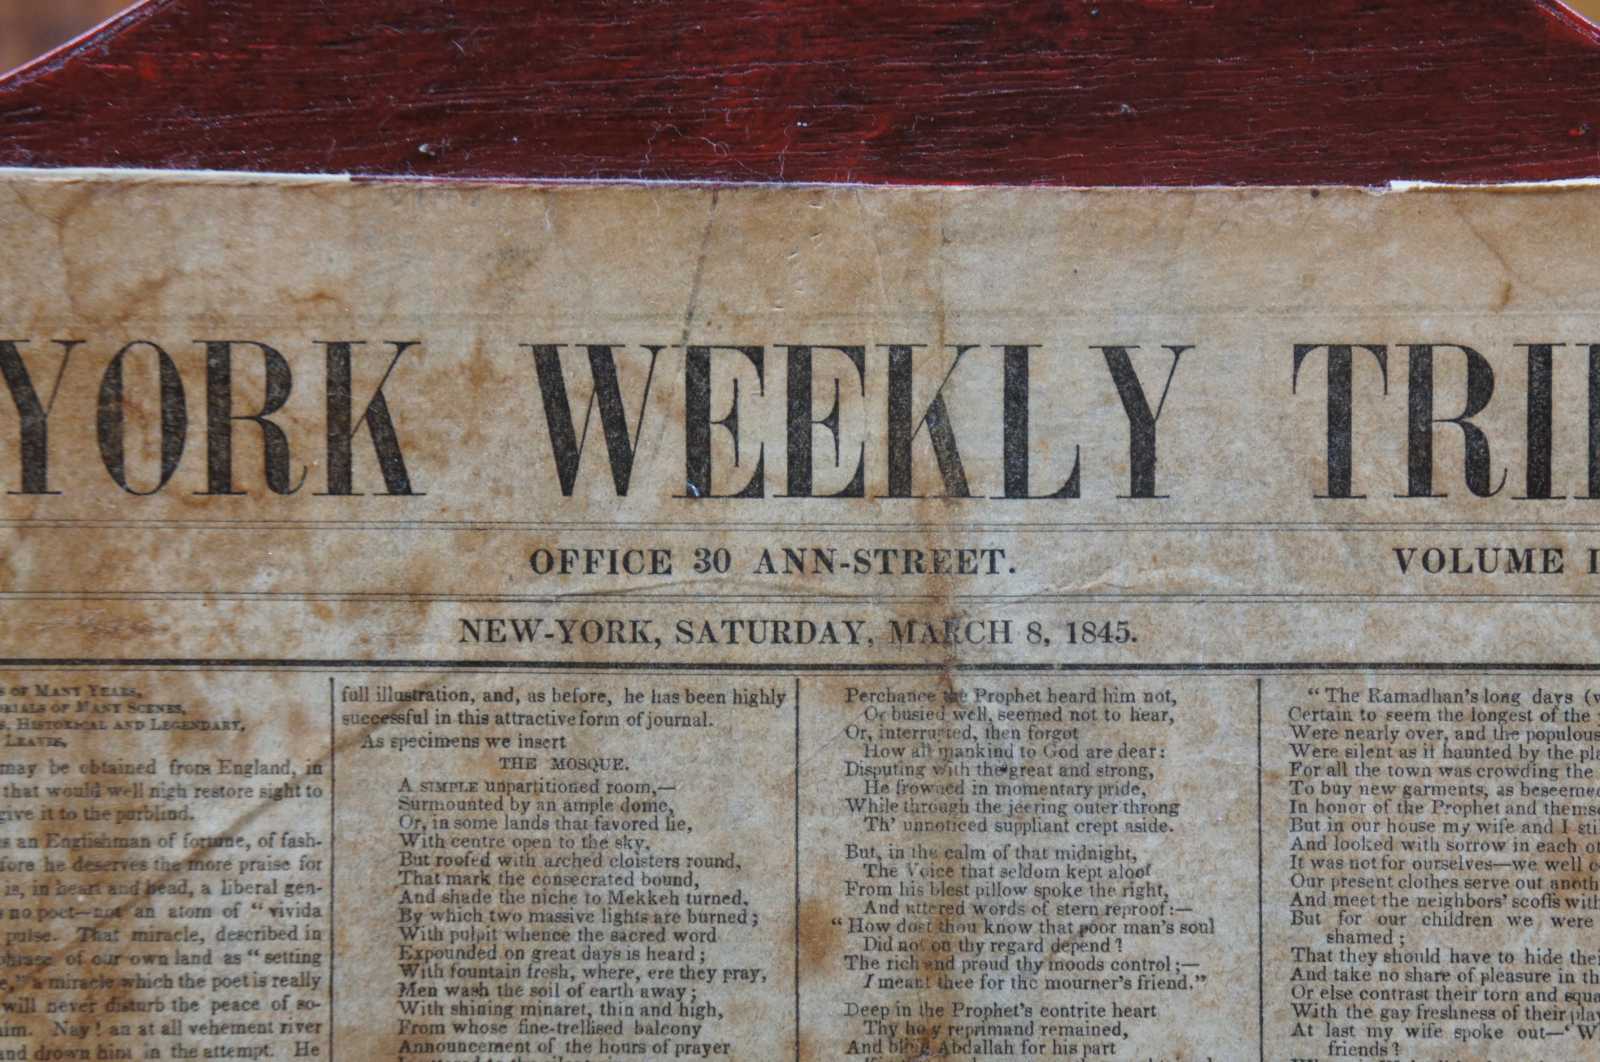 YORK WEEKLY
OFFICE 30 ANN-STREET.
VOLUME
NEW-YORK, SATURDAY, MARCH 8, 1845.
OF MANY YEARS,
OF MANY SCENES,
HISTORICAL AND LEGENDARY,
LEAVES,
may be obtained from England, in
that would well nigh restore sight to
give it to the purblind.
an Englishman of fortune, of fash-
he deserves the more praise for
is, in heart and head, a liberal gen-
no poet—not an atom of "vivida
pulse. That miracle, described in
of our own land as "setting
a miracle which the poet is really
will never disturb the peace of so-
Nay! an at all vehement river
and drown him in the attempt. He
full illustration, and, as before, he has been highly
successful in this attractive form of journal.
As specimens we insert
THE MOSQUE.
A SIMPLE unpartitioned room,—
Surmounted by an ample dome,
Or, in some lands that favored lie,
With centre open to the sky,
But roofed with arched cloisters round,
That mark the consecrated bound,
And shade the niche to Mekkeh turned,
By which two massive lights are burned;
With pulpit whence the sacred word
Expounded on great days is heard;
With fountain fresh, where, ere they pray,
Men wash the soil of earth away;
With shining minaret, thin and high,
From whose fine-trellised balcony
Announcement of the hours of prayer
Perchance the Prophet heard him not,
Or busied well, seemed not to hear,
Or, interrupted, then forgot
How all mankind to God are dear:
Disputing with the great and strong,
He frowned in momentary pride,
While through the jeering outer throng
Th' unnoticed suppliant crept aside.
But, in the calm of that midnight,
The Voice that seldom kept aloof
From his blest pillow spoke the right,
And uttered words of stern reproof:—
"How dost thou know that poor man's soul
Did not on thy regard depend?
The rich and proud thy moods control;—
I meant thee for the mourner's friend."
Deep in the Prophet's contrite heart
Thy holy reprimand remained,
And blind Abdallah for his part
"The Ramadhan's long days
Certain to seem the longest of the
Were nearly over, and the populous
Were silent as if haunted by the
For all the town was crowding the
To buy new garments, as
In honor of the Prophet and
But in our house my wife and I
And looked with sorrow in each
It was not for ourselves—we well
Our present clothes serve out
And meet the neighbors' scoffs
But for our children we were
shamed;
That they should have to hide
And take no share of pleasure in
Or else contrast their torn and
With the gay freshness of their
At last my wife spoke out—'
friends?